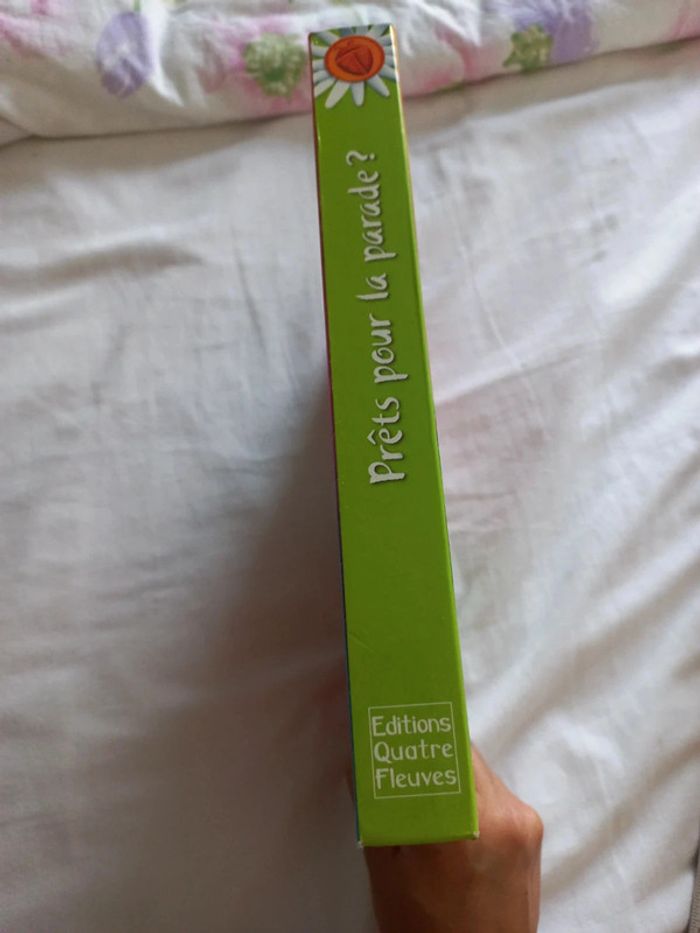 Prêts pour la parade?
Editions
Quatre
Fleuves